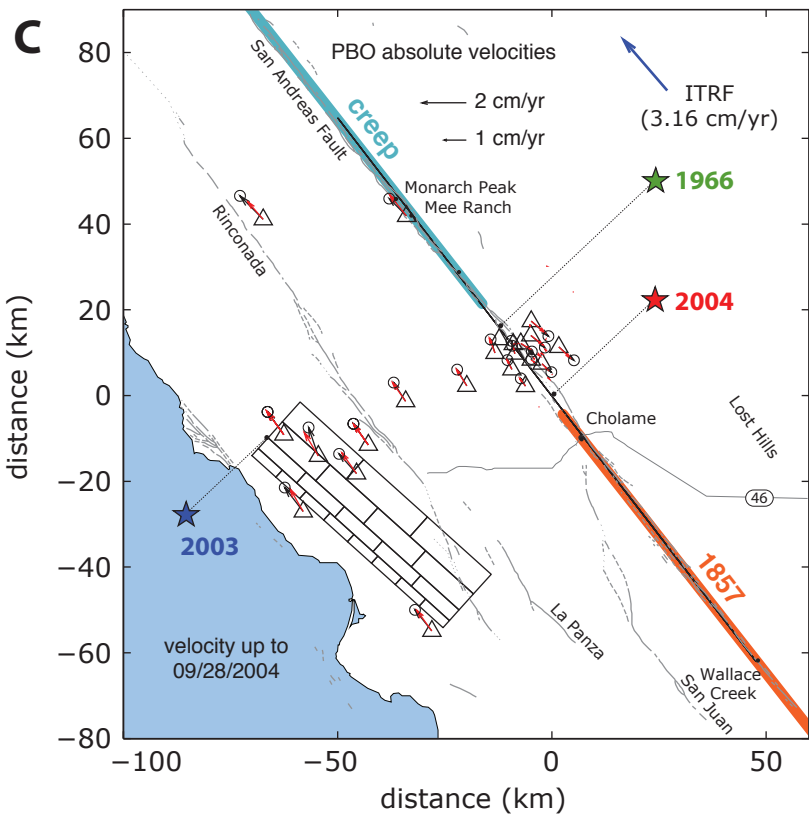 C
PBO absolute velocities
2 cm/yr
1 cm/yr
ITRF
(3.16 cm/yr)
San Andreas Fault
creep
1966
Monarch Peak
Mee Ranch
Rinconada
2004
Cholame
Lost Hills
46
2003
1857
La Panza
velocity up to
09/28/2004
Wallace
Creek
San Juan
80
60
40
20
0
−20
−40
−60
−80
distance (km)
−100
−50
0
50
distance (km)